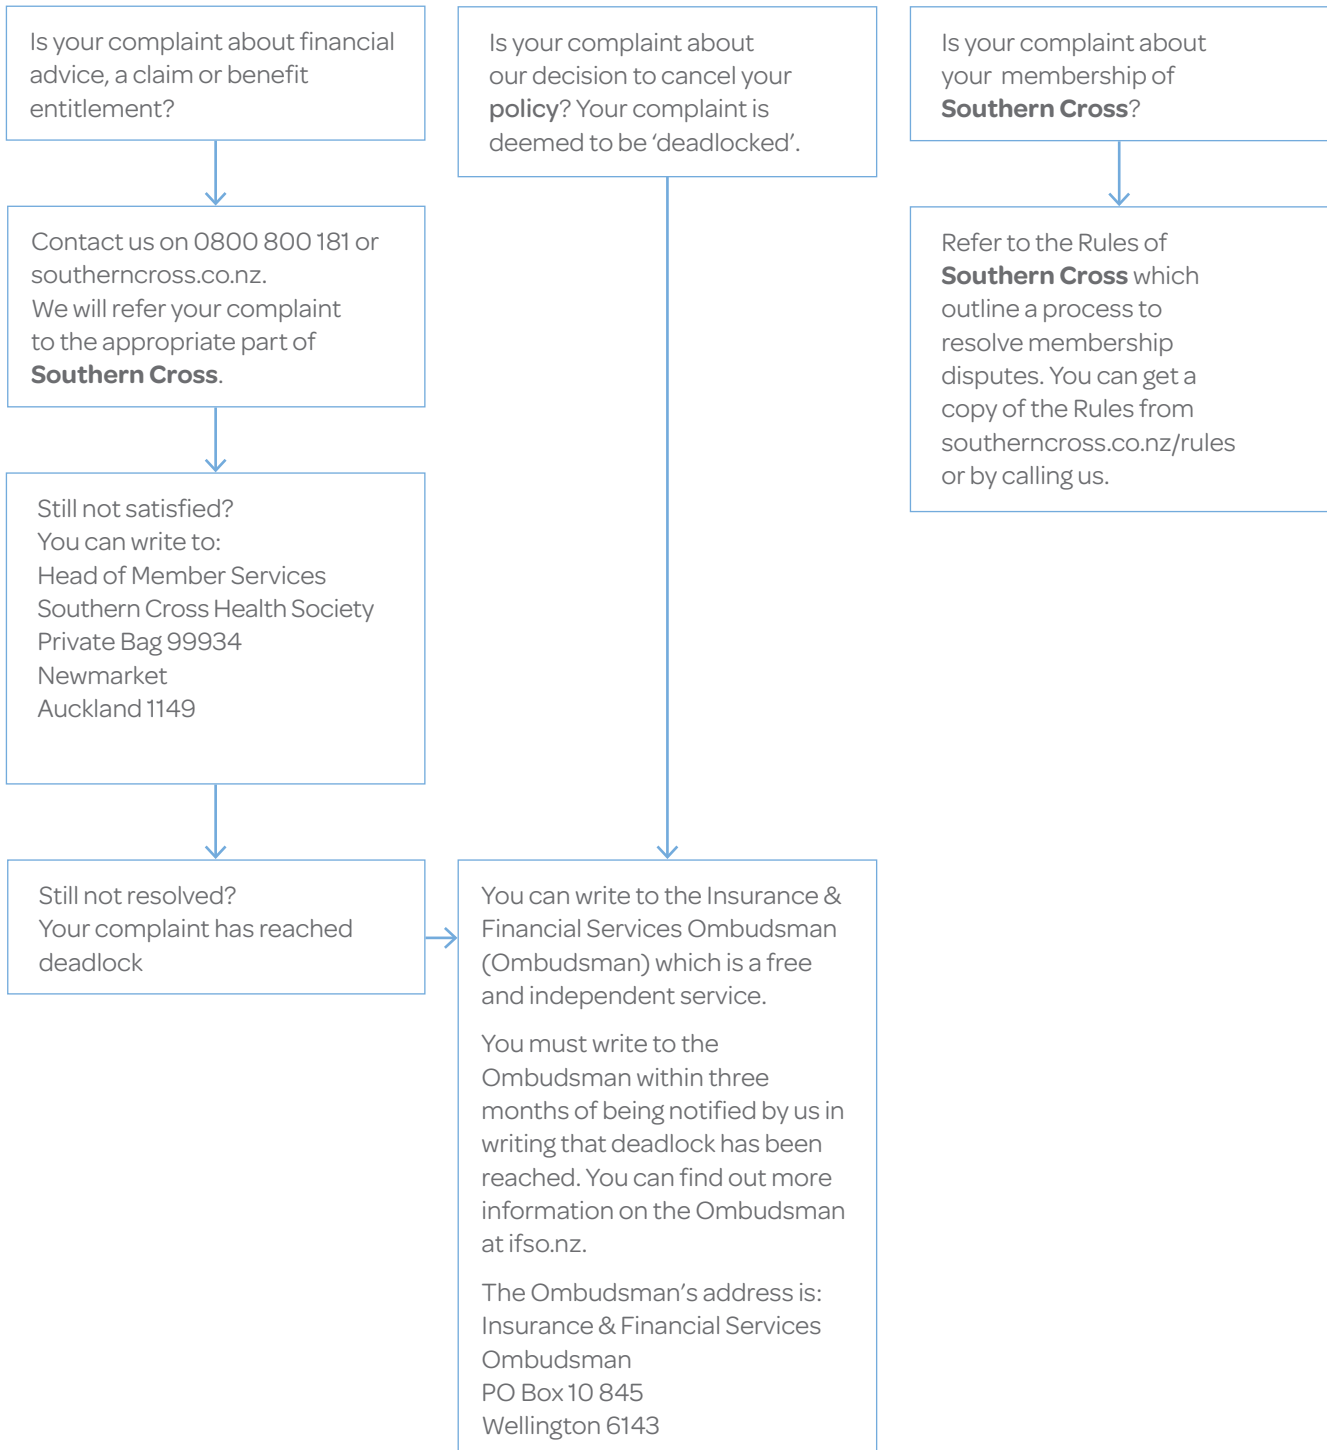 Is your complaint about financial
advice, a claim or benefit
entitlement?
Contact us on 0800 800 181 or
southerncross.co.nz.
We will refer your complaint
to the appropriate part of
Southern Cross.
Still not satisfied?
You can write to:
Head of Member Services
Southern Cross Health Society
Private Bag 99934
Newmarket
Auckland 1149
Still not resolved?
Your complaint has reached
deadlock
Is your complaint about
our decision to cancel your
policy? Your complaint is
deemed to be ‘deadlocked’.
You can write to the Insurance &
Financial Services Ombudsman
(Ombudsman) which is a free
and independent service.
You must write to the
Ombudsman within three
months of being notified by us in
writing that deadlock has been
reached. You can find out more
information on the Ombudsman
at ifso.nz.
The Ombudsman’s address is:
Insurance & Financial Services
Ombudsman
PO Box 10 845
Wellington 6143
Is your complaint about
your membership of
Southern Cross?
Refer to the Rules of
Southern Cross which
outline a process to
resolve membership
disputes. You can get a
copy of the Rules from
southerncross.co.nz/rules
or by calling us.